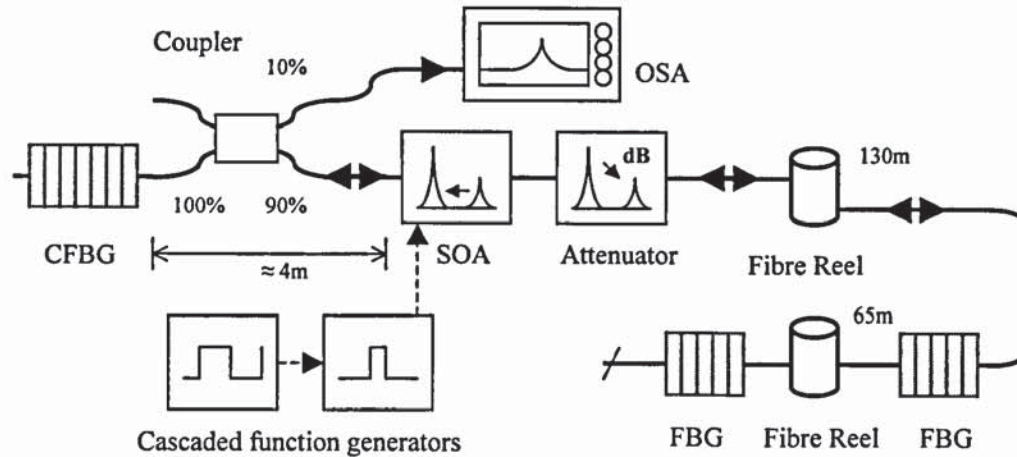 Coupler
10%
OSA
dB
130m
100%
90%
CFBG
≈ 4m
SOA
Attenuator
Fibre Reel
65m
Cascaded function generators
FBG
Fibre Reel
FBG